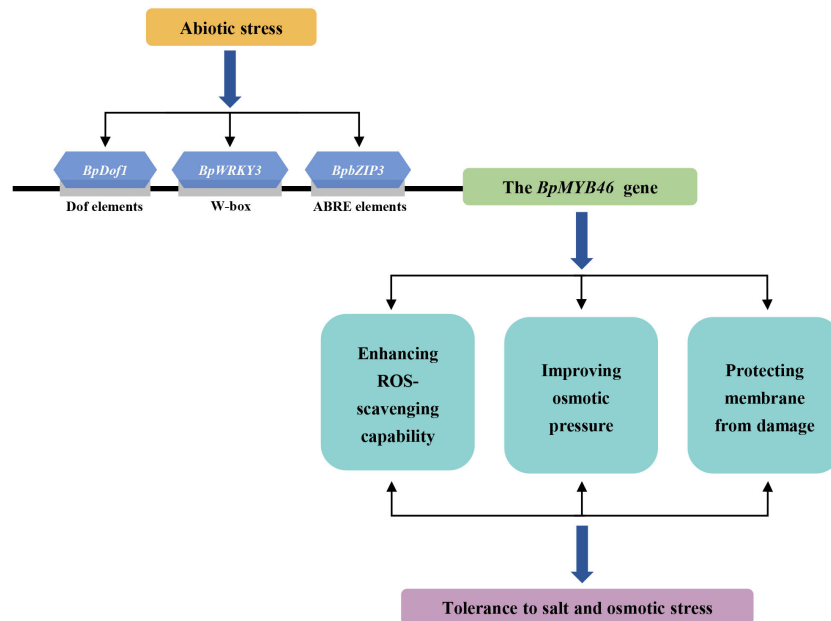 Abiotic stress
BpDof1
BpWRKY3
BpbZIP3
Dof elements
W-box
ABRE elements
The BpMYB46 gene
Enhancing
ROS-
scavenging
capability
Improving
osmotic
pressure
Protecting
membrane
from damage
Tolerance to salt and osmotic stress